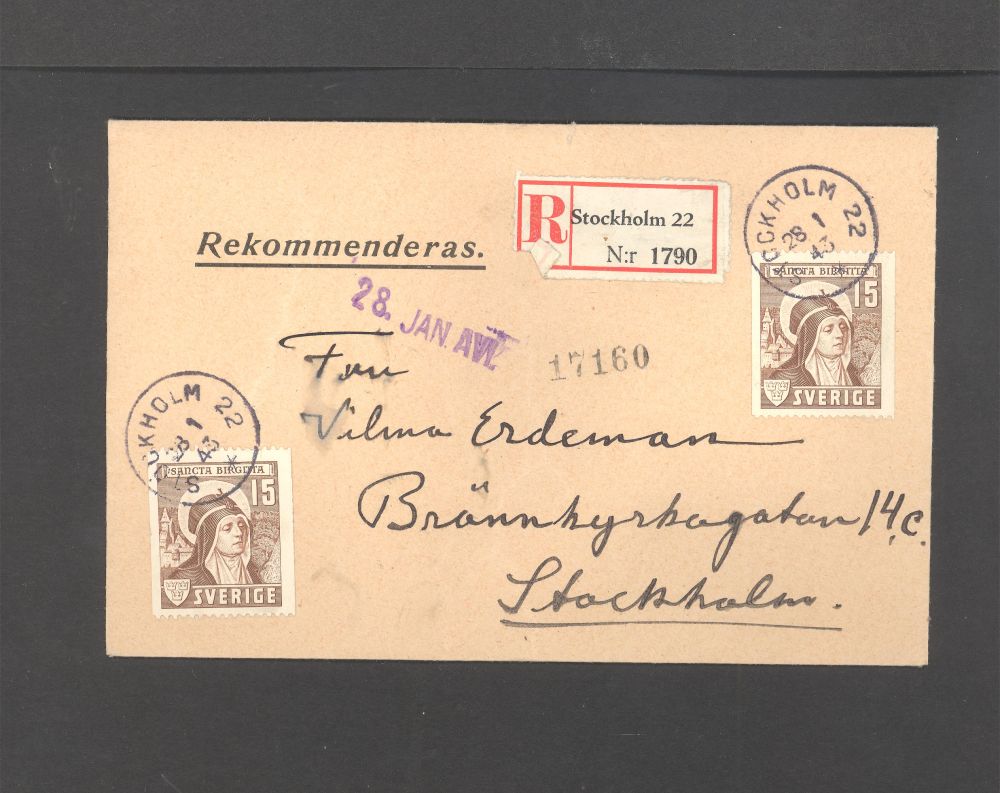 Rekommenderas.
R
Stockholm 22
N:r 1790
STOCKHOLM 22
28 1
43
SANCTA BIRGITTA
15
SVERIGE
28. JAN AVI.
17160
Fru
Vilma Erdeman
Brännkyrkagatan 14, c.
Stockholm.
STOCKHOLM 22
28 1
43
SANCTA BIRGITTA
15
SVERIGE